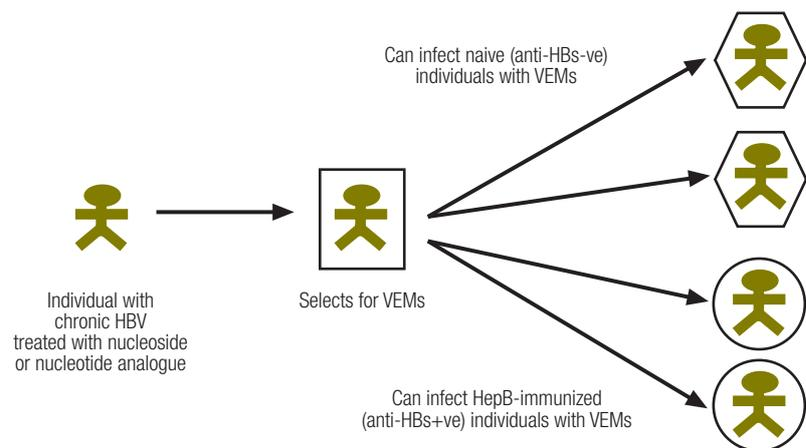 Can infect naive (anti-HBs-ve)
individuals with VEMs
Individual with
chronic HBV
treated with nucleoside
or nucleotide analogue
Selects for VEMs
Can infect HepB-immunized
(anti-HBs+ve) individuals with VEMs